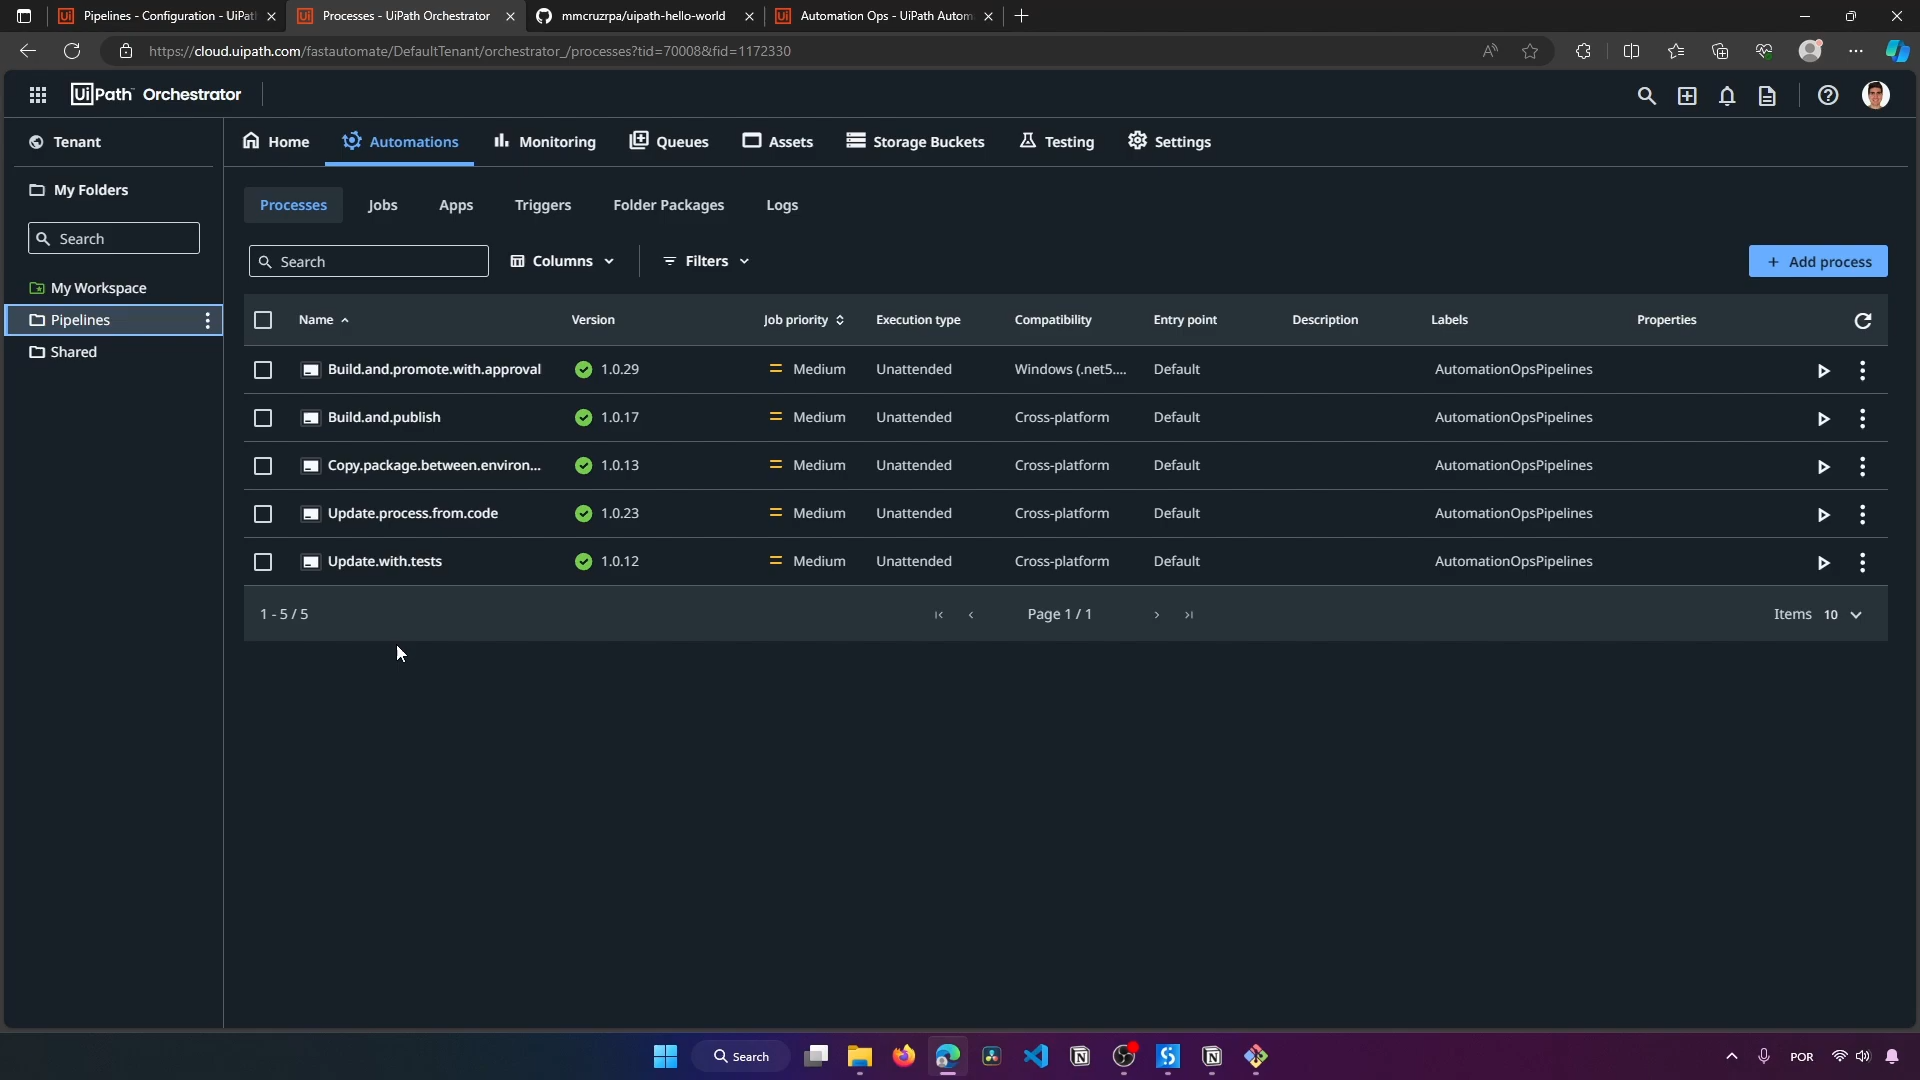 Pipelines - Configuration - UiPat
Processes - UiPath Orchestrator
mmcruzrpa/uipath-hello-world
Automation Ops - UiPath Autom
https://cloud.uipath.com/fastautomate/DefaultTenant/orchestrator_/processes?tid=70008&fid=1172330
UiPath Orchestrator
Tenant
Home
Automations
Monitoring
Queues
Assets
Storage Buckets
Testing
Settings
My Folders
Search
My Workspace
Pipelines
Shared
Processes
Jobs
Apps
Triggers
Folder Packages
Logs
Search
Columns
Filters
+ Add process
Name
Version
Job priority
Execution type
Compatibility
Entry point
Description
Labels
Properties
Build.and.promote.with.approval 1.0.29 Medium Unattended Windows (.net5.... Default AutomationOpsPipelines
Build.and.publish 1.0.17 Medium Unattended Cross-platform Default AutomationOpsPipelines
Copy.package.between.environ... 1.0.13 Medium Unattended Cross-platform Default AutomationOpsPipelines
Update.process.from.code 1.0.23 Medium Unattended Cross-platform Default AutomationOpsPipelines
Update.with.tests 1.0.12 Medium Unattended Cross-platform Default AutomationOpsPipelines
1 - 5 / 5
Page 1 / 1
Items 10
Search
POR